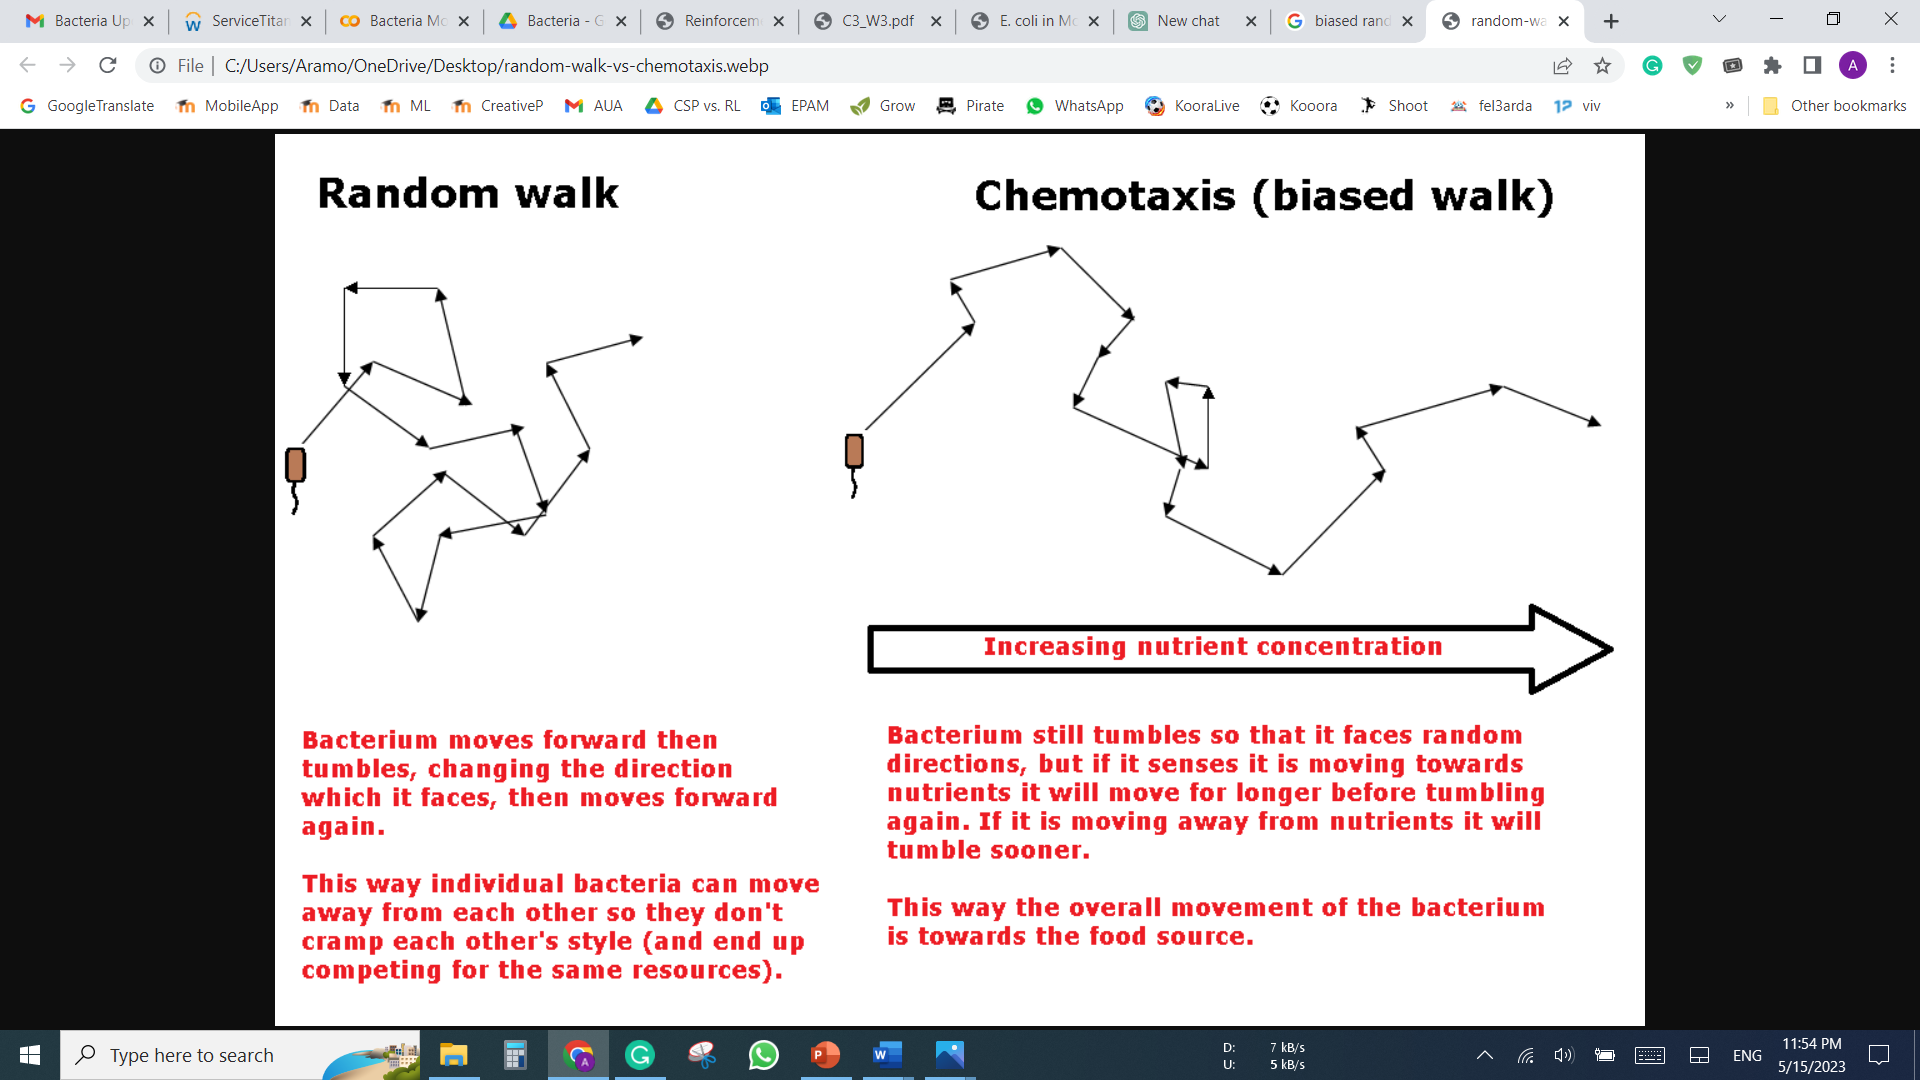 Bacteria Up
ServiceTitan
Bacteria Mo
Bacteria - G
Reinforcem
C3_W3.pdf
E. coli in Mo
New chat
biased rand
random-wa
File
C:/Users/Aramo/OneDrive/Desktop/random-walk-vs-chemotaxis.webp
A
GoogleTranslate
MobileApp
Data
ML
CreativeP
AUA
CSP vs. RL
EPAM
Grow
Pirate
WhatsApp
KooraLive
Kooora
Shoot
fel3arda
viv
»
Other bookmarks
Random walk
Chemotaxis (biased walk)
Increasing nutrient concentration
Bacterium moves forward then
tumbles, changing the direction
which it faces, then moves forward
again.
This way individual bacteria can move
away from each other so they don't
cramp each other's style (and end up
competing for the same resources).
Bacterium still tumbles so that it faces random
directions, but if it senses it is moving towards
nutrients it will move for longer before tumbling
again. If it is moving away from nutrients it will
tumble sooner.
This way the overall movement of the bacterium
is towards the food source.
Type here to search
D: 7 kB/s
U: 5 kB/s
ENG
11:54 PM
5/15/2023